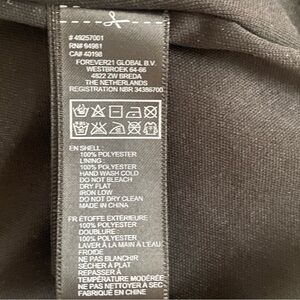 # 49257001
RN# 94981
CA# 40198
FOREVER21 GLOBAL B.V.
WESTBROEK 64-66
4822 ZW BREDA
THE NETHERLANDS
REGISTRATION NBR 34386700
EN SHELL :
100% POLYESTER
LINING
100% POLYESTER
HAND WASH COLD
DO NOT BLEACH
DRY FLAT
IRON LOW
DO NOT DAMAGE
MADE IN CHINA
FR ÉTOFFE EXTÉRIEURE
100% POLYESTER
DOUBLURE
100% POLYESTER
LAVER À LA MAIN À L'EAU
FROIDE
NE PAS BLANCHIR
SÉCHER À PLAT
REPASSER À
TEMPÉRATURE MODÉRÉE
NE PAS NETTOYER À SEC
FABRIQUÉ EN CHINE